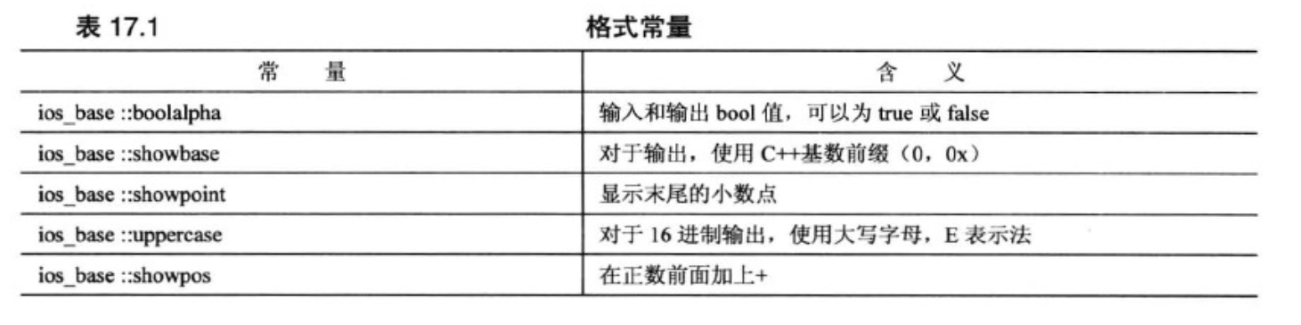 表 17.1 格式常量
常 量 含 义
ios_base ::boolalpha 输入和输出 bool 值，可以为 true 或 false
ios_base ::showbase 对于输出，使用 C++基数前缀（0，0x）
ios_base ::showpoint 显示末尾的小数点
ios_base ::uppercase 对于 16 进制输出，使用大写字母，E 表示法
ios_base ::showpos 在正数前面加上+